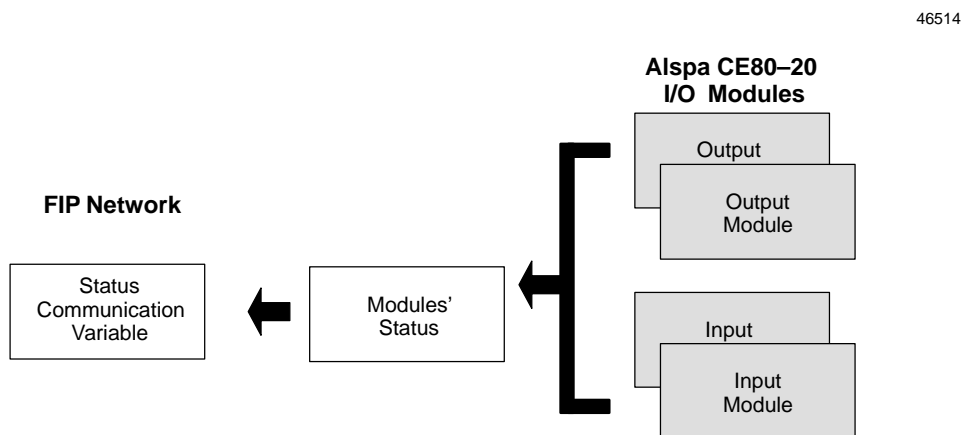 46514
Alspa CE80–20
I/O Modules
Output
Output
Module
FIP Network
Status
Communication
Variable
Modules’
Status
Input
Input
Module